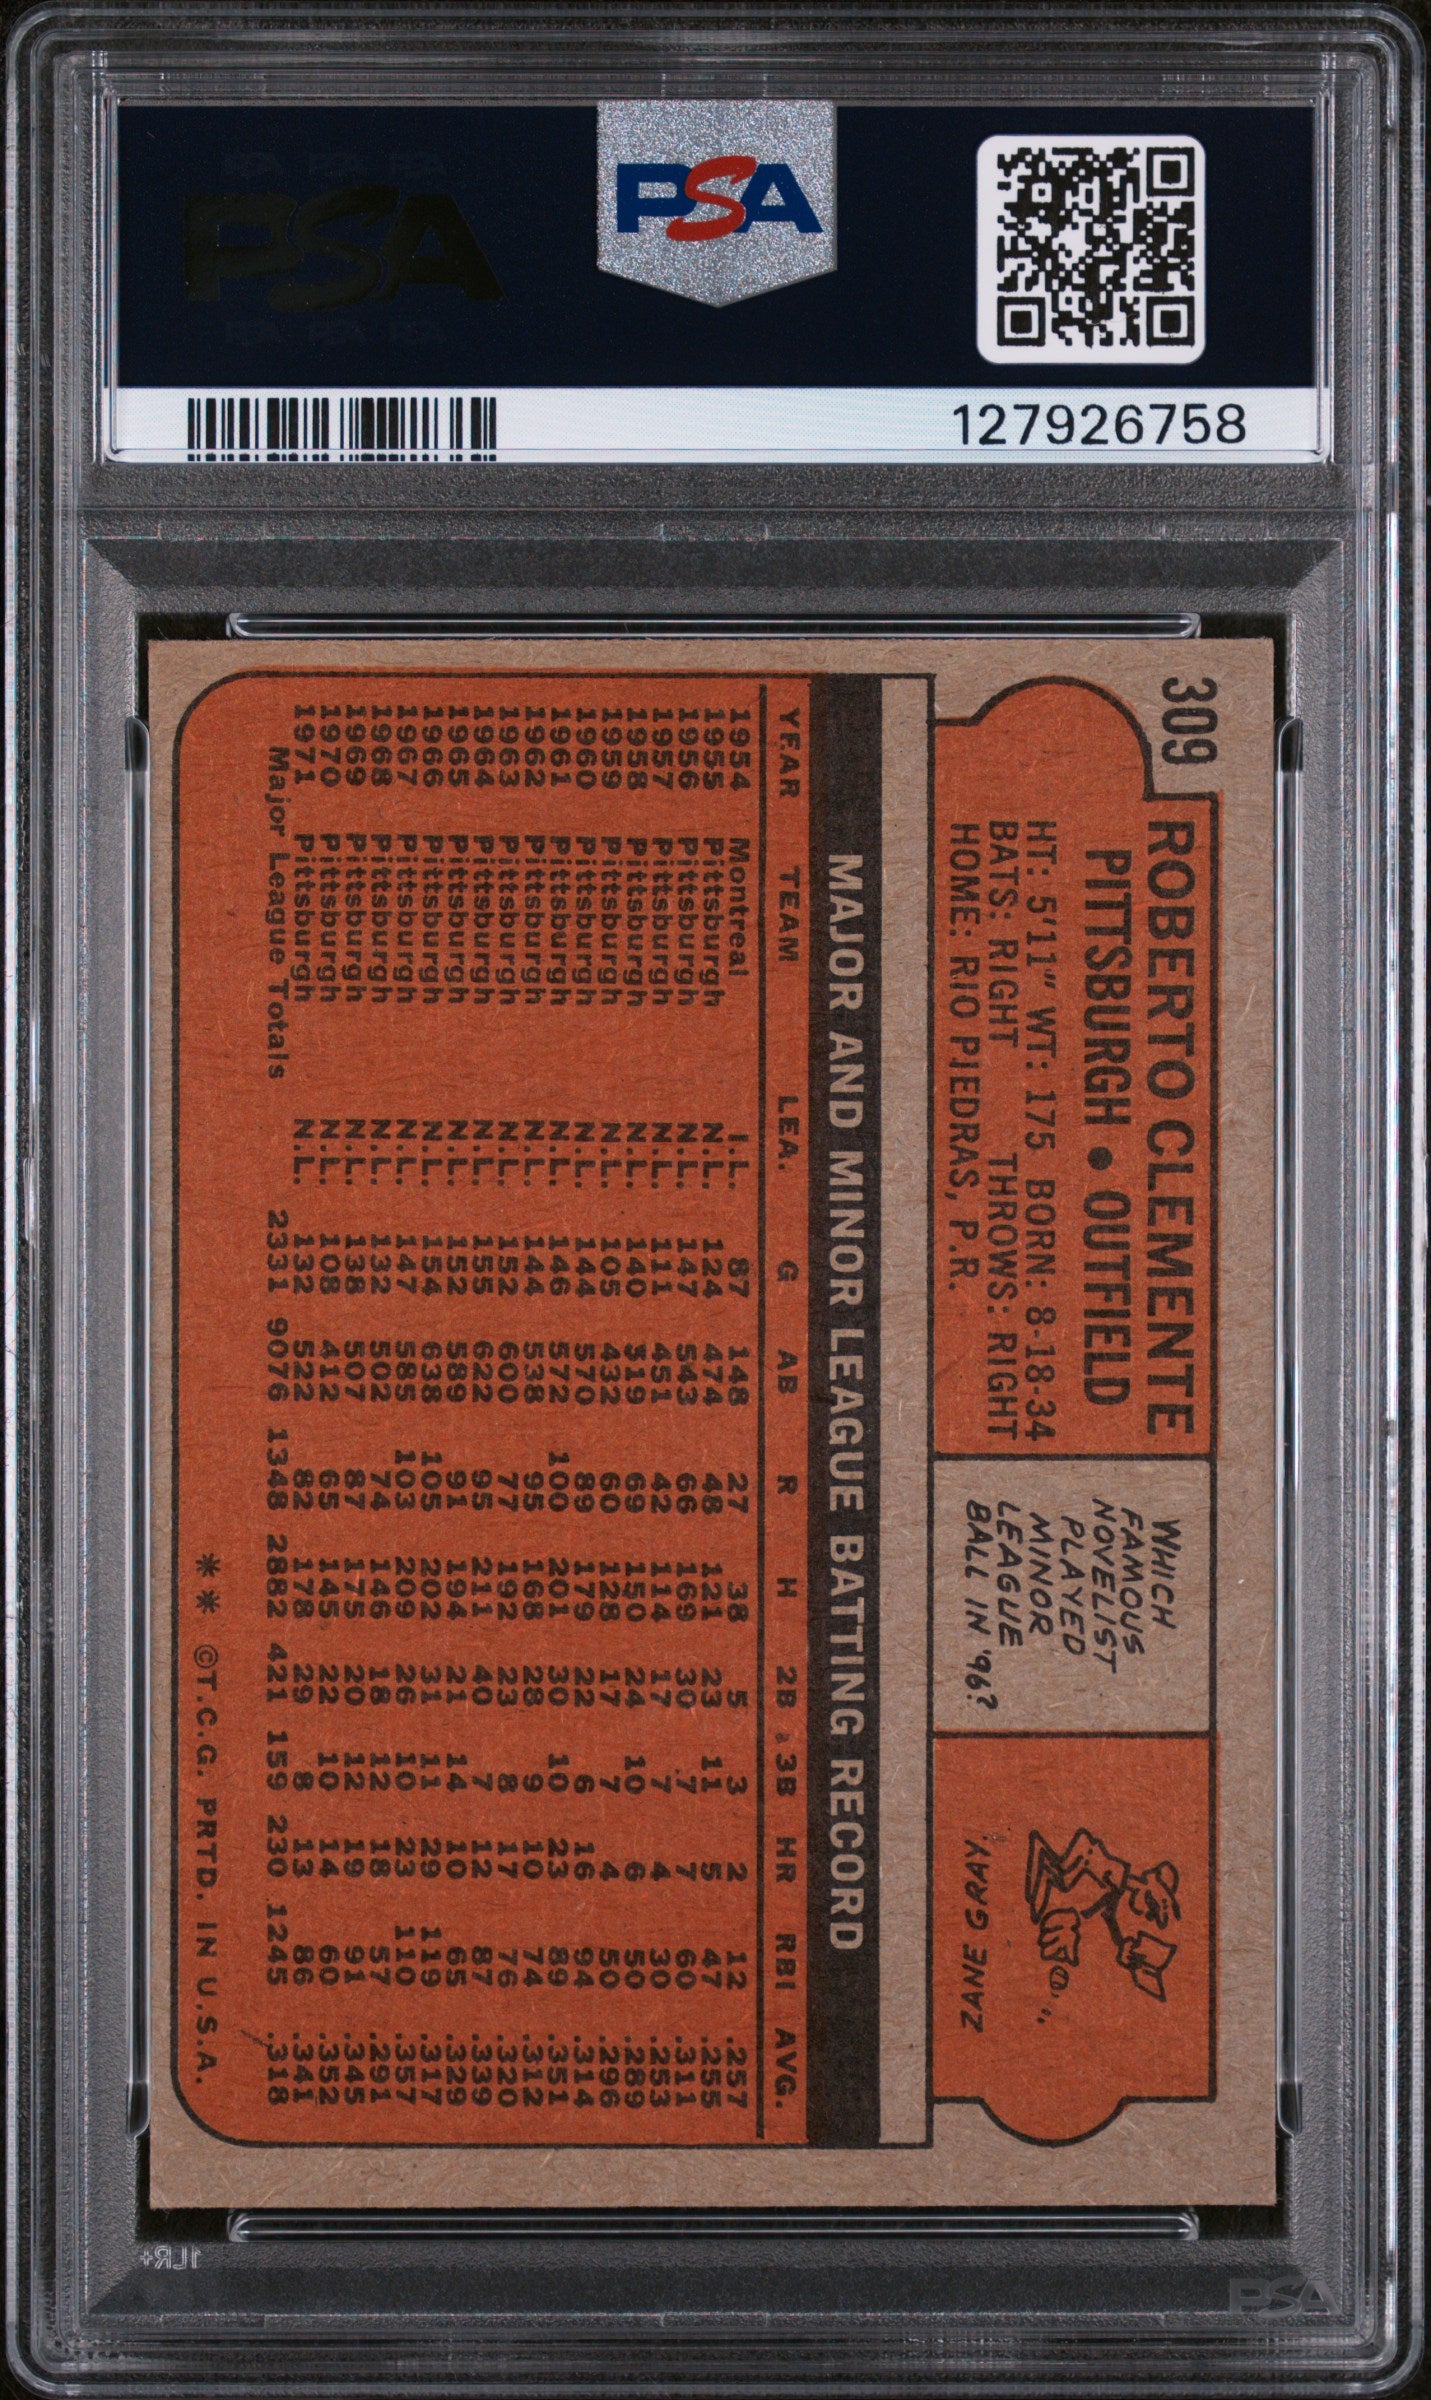 PSA
PSA
127926758
309
ROBERTO CLEMENTE
PITTSBURGH • OUTFIELD
HT: 5'11" WT: 175 BORN: 8-18-34
BATS: RIGHT THROWS: RIGHT
HOME: RIO PIEDRAS, P.R.
WHICH
FAMOUS
NOVELIST
PLAYED
MINOR
LEAGUE
BALL IN '96?
ZANE GRAY.
MAJOR AND MINOR LEAGUE BATTING RECORD
YEAR TEAM LEA. G AB R H 2B 3B HR RBI AVG.
1954 Montreal I.L. 87 148 27 38 5 3 2 12 .257
1955 Pittsburgh N.L. 124 474 48 121 23 11 5 47 .255
1956 Pittsburgh N.L. 147 543 66 169 30 7 7 60 .311
1957 Pittsburgh N.L. 111 451 42 114 17 7 4 30 .253
1958 Pittsburgh N.L. 140 519 69 150 24 10 6 50 .289
1959 Pittsburgh N.L. 105 432 60 128 17 7 4 50 .296
1960 Pittsburgh N.L. 144 570 89 179 22 6 16 94 .314
1961 Pittsburgh N.L. 146 572 100 201 30 10 23 89 .351
1962 Pittsburgh N.L. 144 538 95 168 28 9 10 74 .312
1963 Pittsburgh N.L. 152 600 77 192 23 8 17 76 .320
1964 Pittsburgh N.L. 155 622 95 211 40 7 12 87 .339
1965 Pittsburgh N.L. 152 589 91 194 21 14 10 65 .329
1966 Pittsburgh N.L. 154 638 105 202 31 11 29 119 .317
1967 Pittsburgh N.L. 147 585 103 209 26 10 23 110 .357
1968 Pittsburgh N.L. 132 502 74 146 18 12 18 57 .291
1969 Pittsburgh N.L. 138 507 87 175 20 12 19 91 .345
1970 Pittsburgh N.L. 108 412 65 145 22 10 14 60 .352
1971 Pittsburgh N.L. 132 522 82 178 29 8 13 86 .341
Major League Totals 2331 9076 1348 2882 421 159 230 1245 .318
** ©T.C.G. PRTD. IN U.S.A.
1LR+
PSA